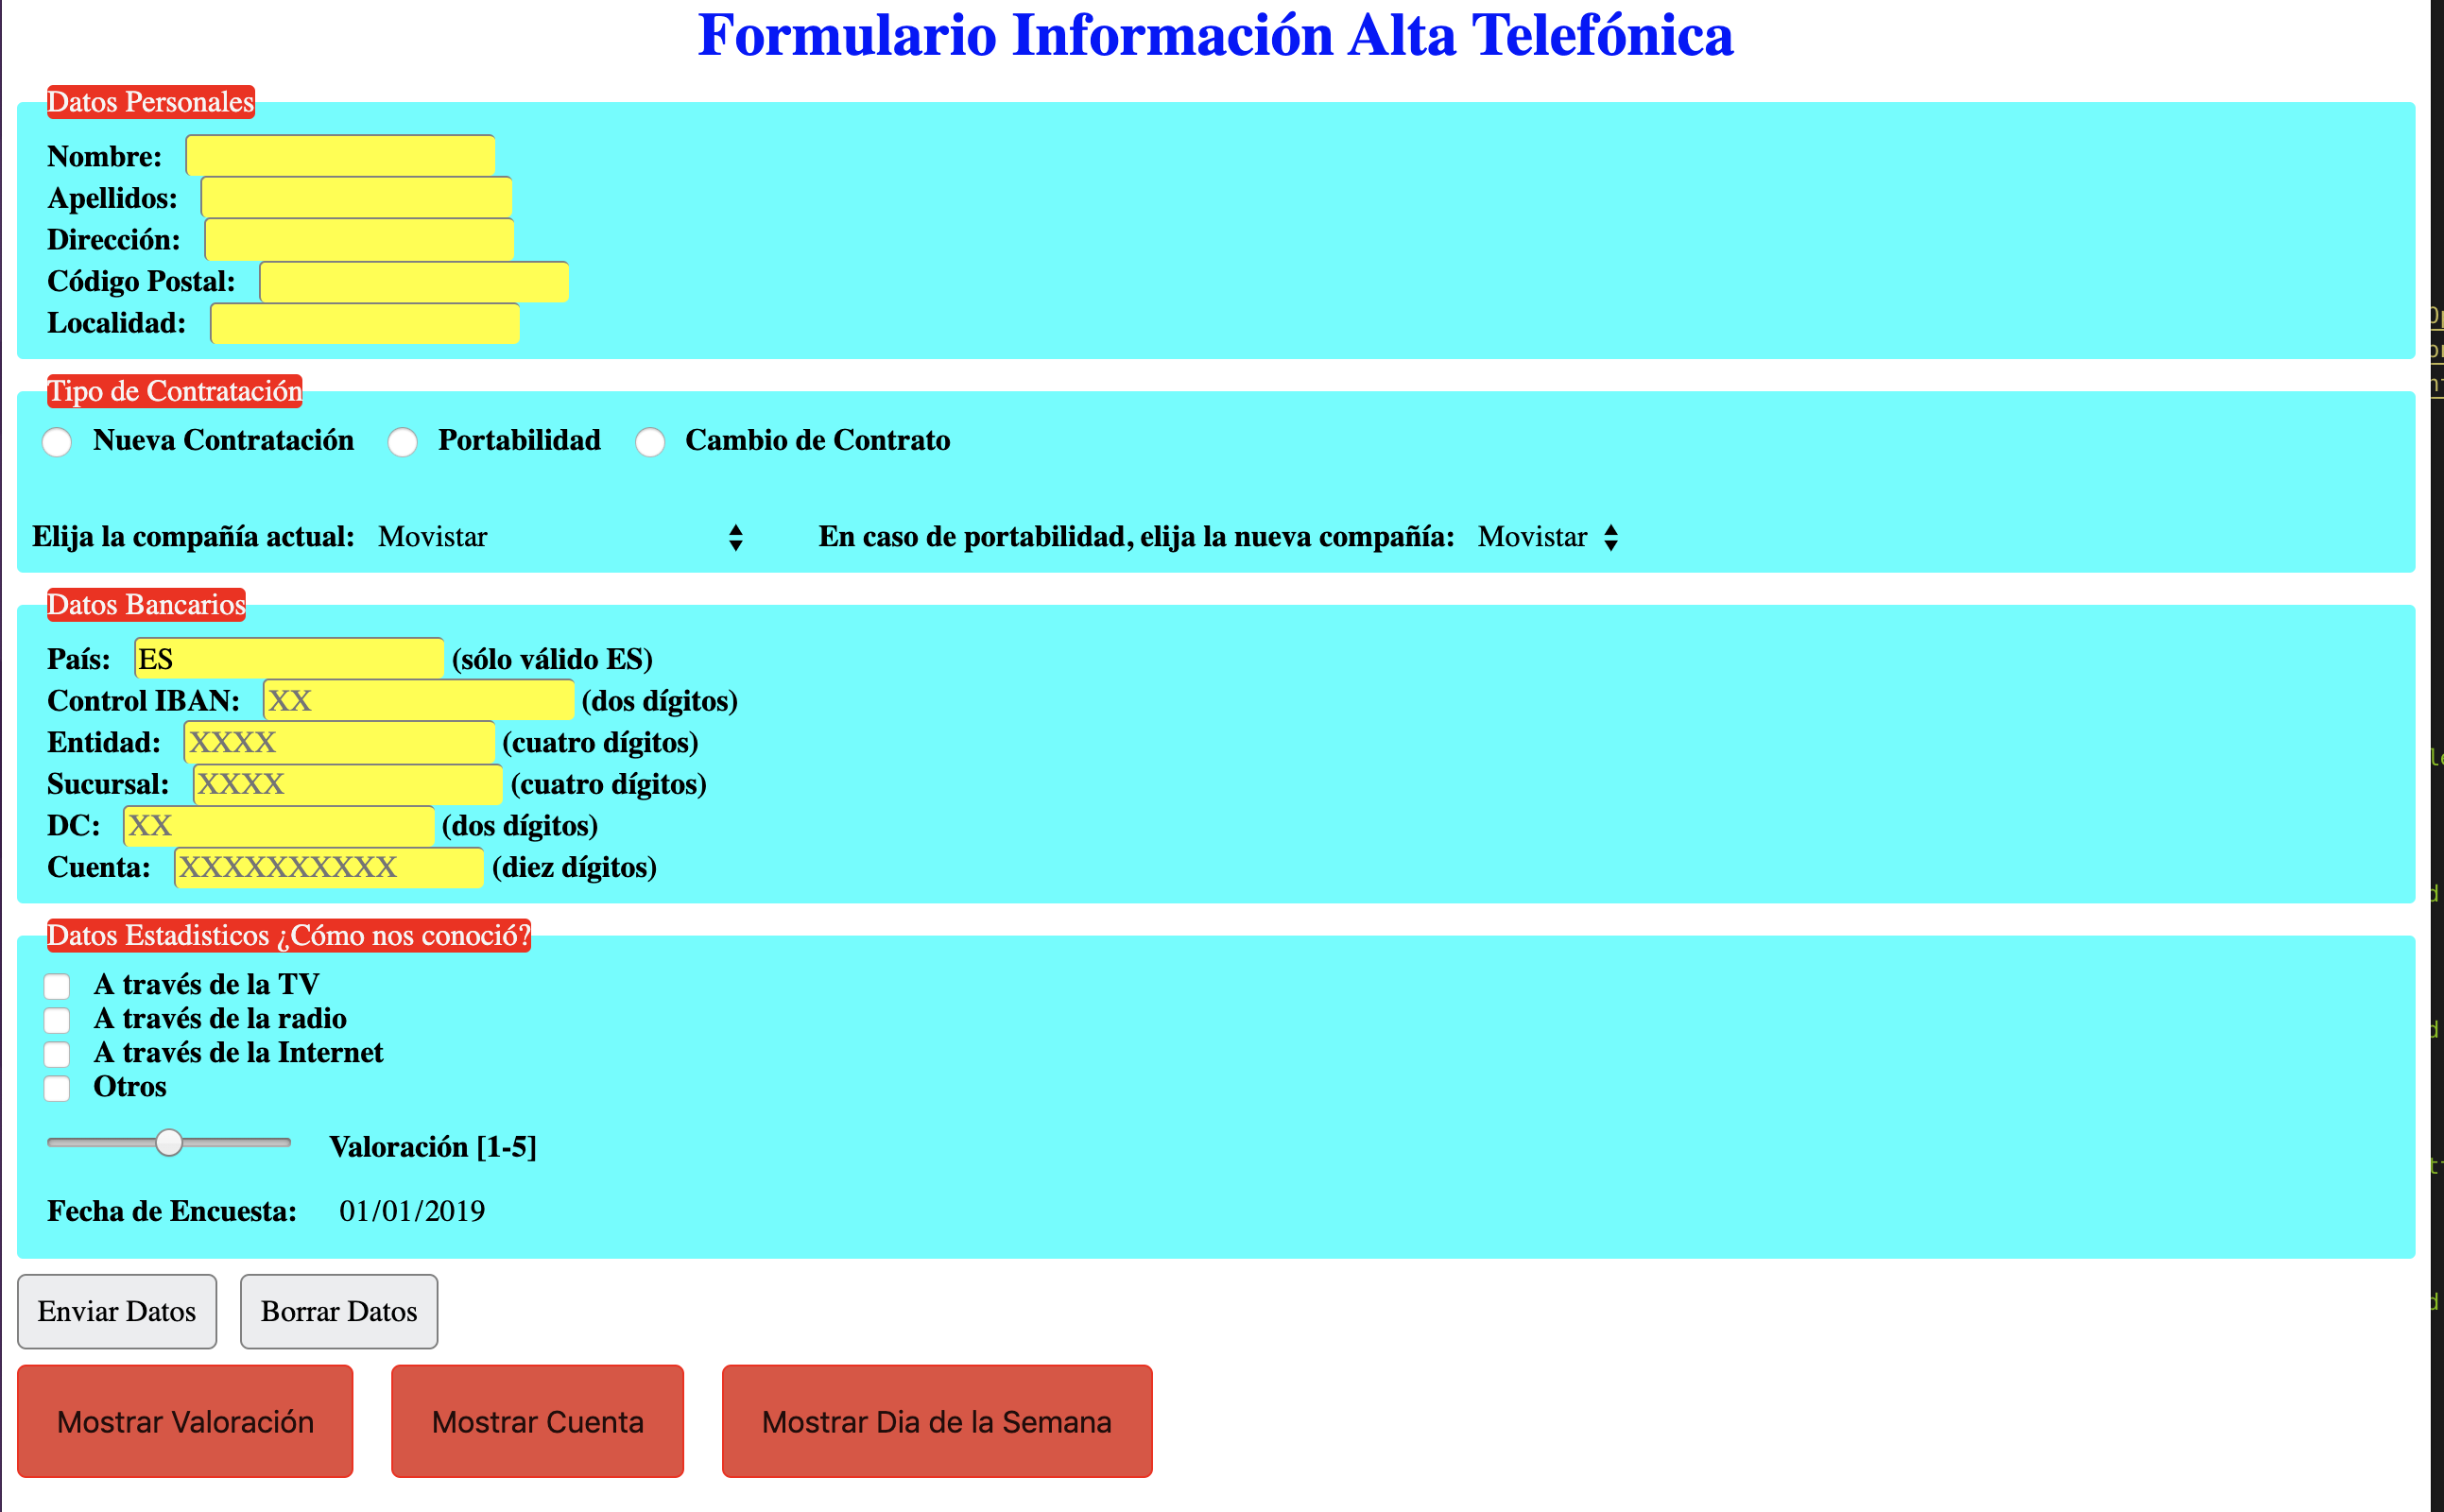 Formulario Información Alta Telefónica
Datos Personales
Nombre:
Apellidos:
Dirección:
Código Postal:
Localidad:
Tipo de Contratación
Nueva Contratación Portabilidad Cambio de Contrato
Elija la compañía actual: Movistar En caso de portabilidad, elija la nueva compañía: Movistar
Datos Bancarios
País: ES (sólo válido ES)
Control IBAN: XX (dos dígitos)
Entidad: XXXX (cuatro dígitos)
Sucursal: XXXX (cuatro dígitos)
DC: XX (dos dígitos)
Cuenta: XXXXXXXXXX (diez dígitos)
Datos Estadisticos ¿Cómo nos conoció?
A través de la TV
A través de la radio
A través de la Internet
Otros
Valoración [1-5]
Fecha de Encuesta: 01/01/2019
Enviar Datos Borrar Datos
Mostrar Valoración Mostrar Cuenta Mostrar Dia de la Semana